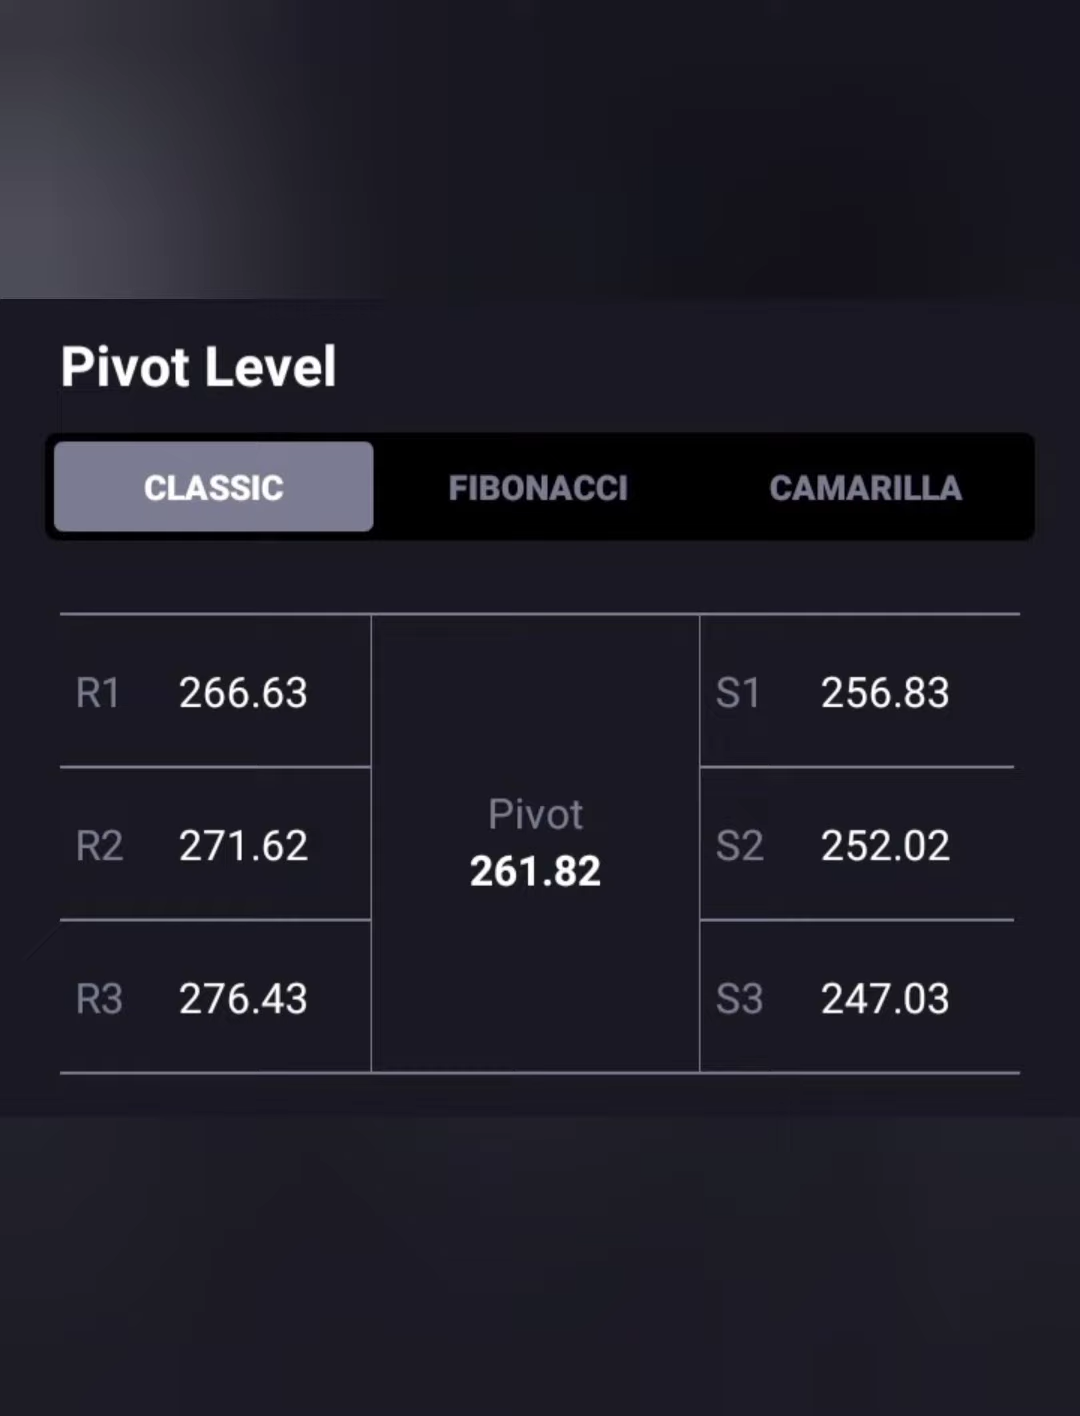 Pivot Level
CLASSIC FIBONACCI CAMARILLA
R1 266.63
R2 271.62
R3 276.43
Pivot
261.82
S1 256.83
S2 252.02
S3 247.03